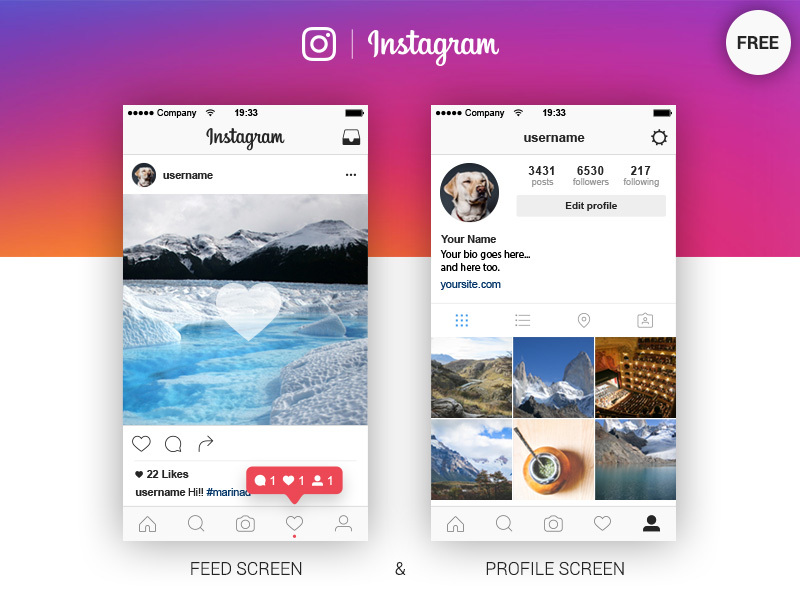 Instagram
FREE
Company 19:33
Instagram
username
22 Likes
username Hi!! #marinad
1 1 1
Company 19:33
username
3431 6530 217
posts followers following
Edit profile
Your Name
Your bio goes here...
and here too.
yoursite.com
FEED SCREEN & PROFILE SCREEN